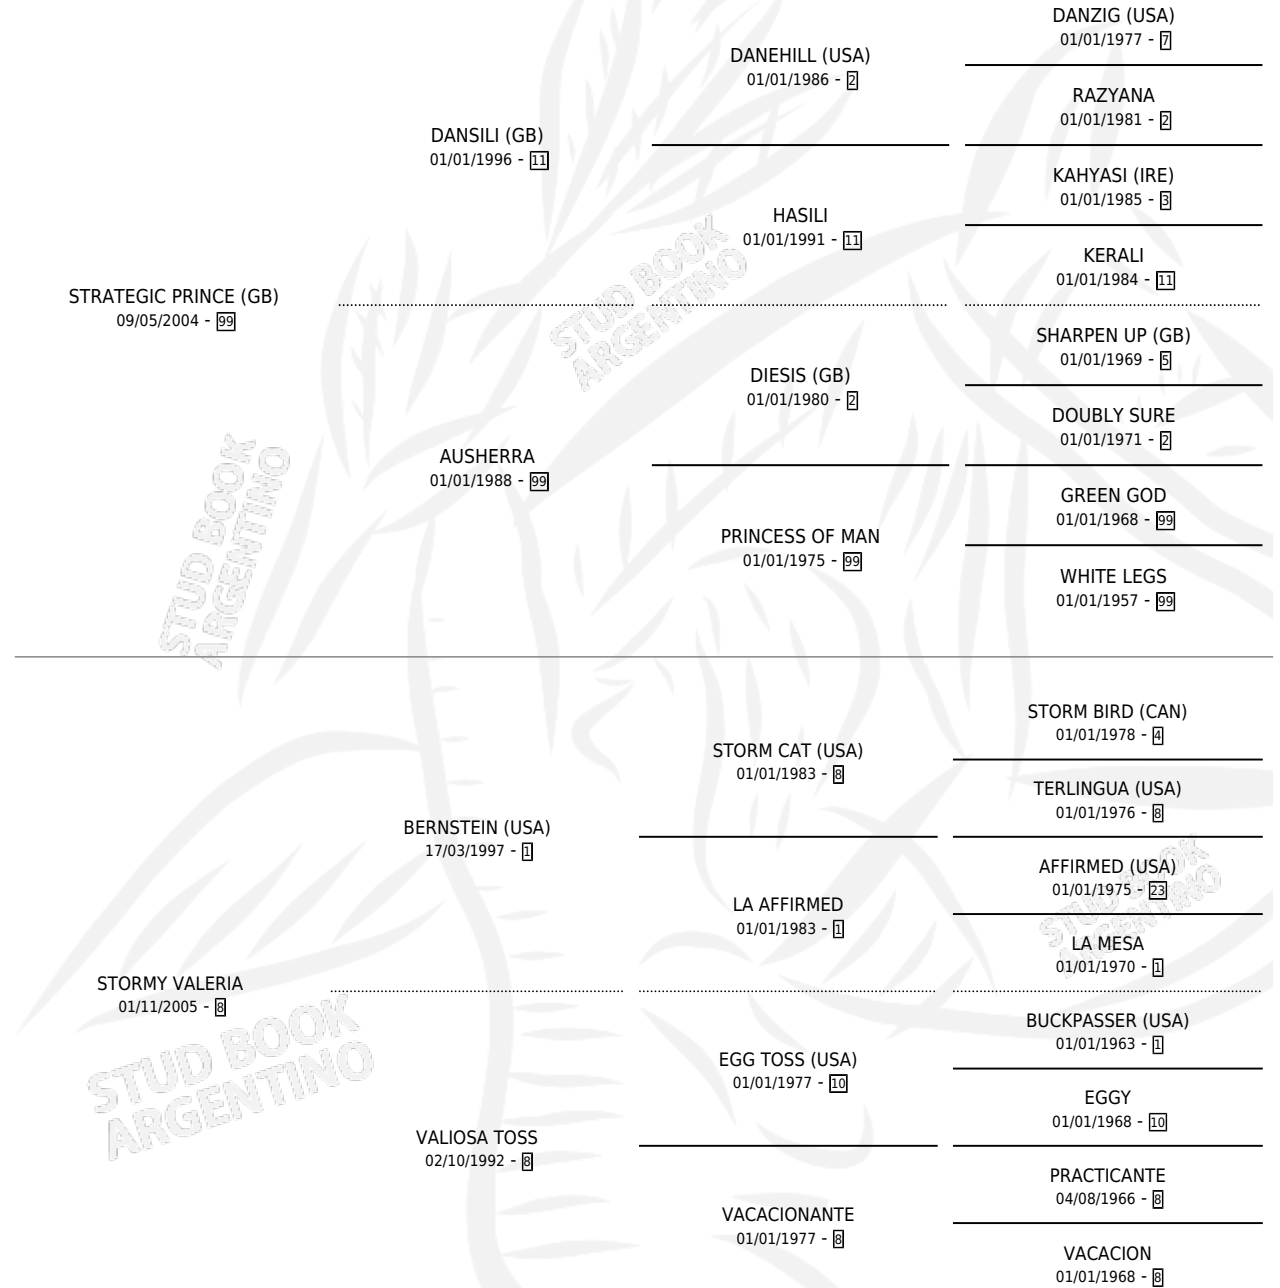 DANZIG (USA)
01/01/1977 - 7
DANEHILL (USA)
01/01/1986 - 2
RAZYANA
01/01/1981 - 2
DANSILI (GB)
01/01/1996 - 11
KAHYASI (IRE)
01/01/1985 - 3
HASILI
01/01/1991 - 11
KERALI
01/01/1984 - 11
STRATEGIC PRINCE (GB)
09/05/2004 - 99
SHARPEN UP (GB)
01/01/1969 - 5
DIESIS (GB)
01/01/1980 - 2
DOUBLY SURE
01/01/1971 - 2
AUSHERRA
01/01/1988 - 99
GREEN GOD
01/01/1968 - 99
PRINCESS OF MAN
01/01/1975 - 99
WHITE LEGS
01/01/1957 - 99
STUD BOOK
ARGENTINO
STUD BOOK
ARGENTINO
STORM BIRD (CAN)
01/01/1978 - 4
STORM CAT (USA)
01/01/1983 - 8
TERLINGUA (USA)
01/01/1976 - 8
BERNSTEIN (USA)
17/03/1997 - 1
AFFIRMED (USA)
01/01/1975 - 23
LA AFFIRMED
01/01/1983 - 1
LA MESA
01/01/1970 - 1
STORMY VALERIA
01/11/2005 - 8
BUCKPASSER (USA)
01/01/1963 - 1
EGG TOSS (USA)
01/01/1977 - 10
EGGY
01/01/1968 - 10
VALIOSA TOSS
02/10/1992 - 8
PRACTICANTE
04/08/1966 - 8
VACACIONANTE
01/01/1977 - 8
VACACION
01/01/1968 - 8
STUD BOOK
ARGENTINO
STUD BOOK
ARGENTINO